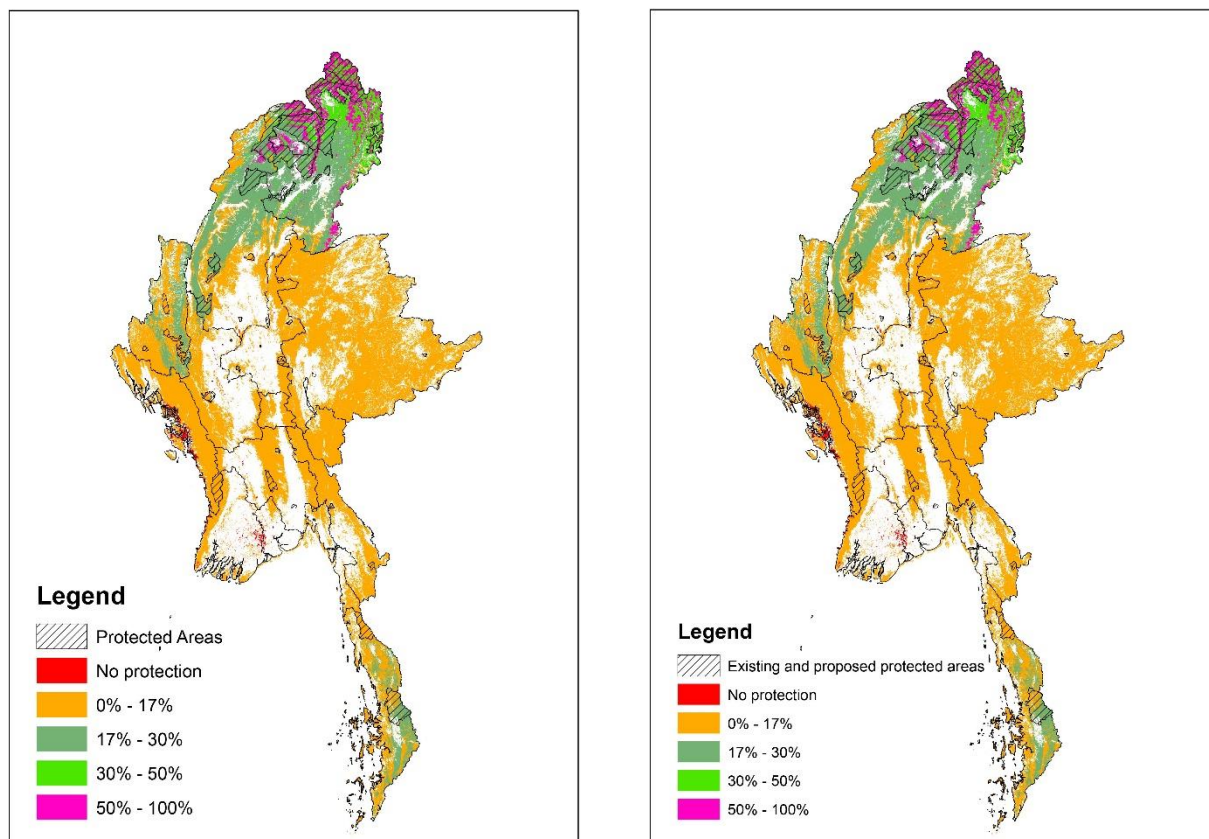 Legend
Protected Areas
No protection
0% - 17%
17% - 30%
30% - 50%
50% - 100%
Legend
Existing and proposed protected areas
No protection
0% - 17%
17% - 30%
30% - 50%
50% - 100%